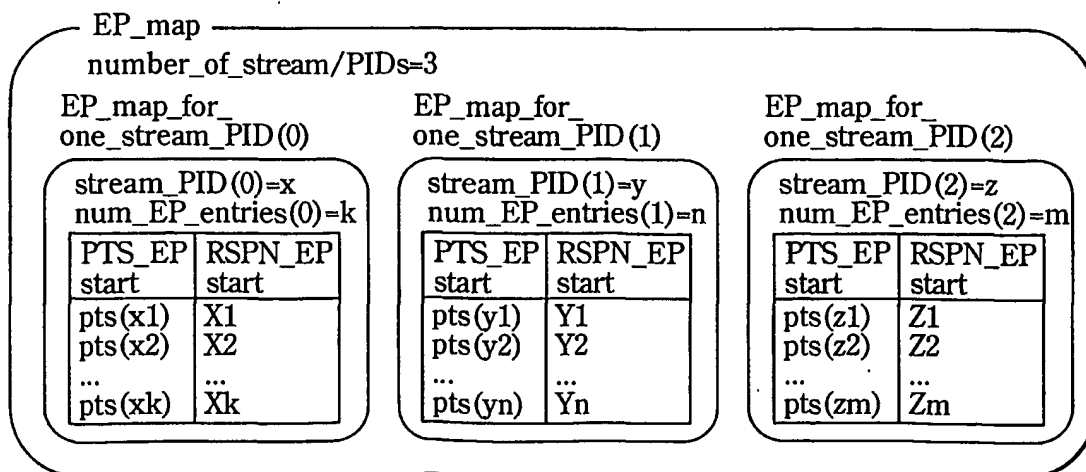 EP_map
number_of_stream/PIDs=3
EP_map_for_
one_stream_PID(0)
stream_PID(0)=x
num_EP_entries(0)=k
PTS_EP RSPN_EP
start start
pts(x1) X1
pts(x2) X2
... ...
pts(xk) Xk
EP_map_for_
one_stream_PID(1)
stream_PID(1)=y
num_EP_entries(1)=n
PTS_EP RSPN_EP
start start
pts(y1) Y1
pts(y2) Y2
... ...
pts(yn) Yn
EP_map_for_
one_stream_PID(2)
stream_PID(2)=z
num_EP_entries(2)=m
PTS_EP RSPN_EP
start start
pts(z1) Z1
pts(z2) Z2
... ...
pts(zm) Zm